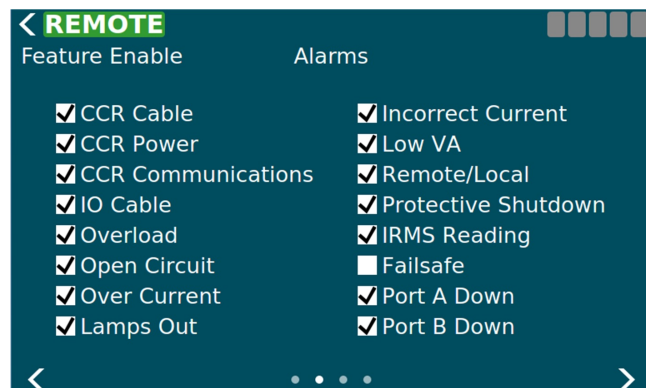 REMOTE
Feature Enable Alarms
CCR Cable
CCR Power
CCR Communications
IO Cable
Overload
Open Circuit
Over Current
Lamps Out
Incorrect Current
Low VA
Remote/Local
Protective Shutdown
IRMS Reading
Failsafe
Port A Down
Port B Down